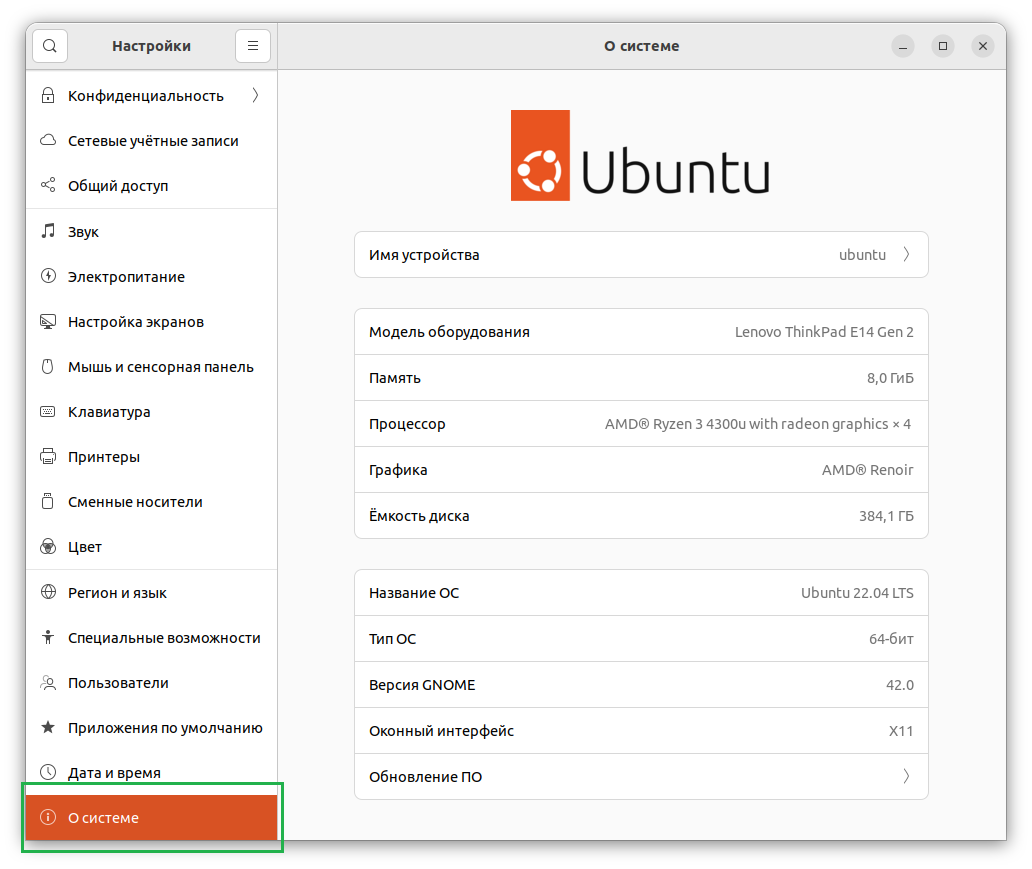 Настройки
О системе
Конфиденциальность
Сетевые учётные записи
Общий доступ
Звук
Электропитание
Настройка экранов
Мышь и сенсорная панель
Клавиатура
Принтеры
Сменные носители
Цвет
Регион и язык
Специальные возможности
Пользователи
Приложения по умолчанию
Дата и время
О системе
Ubuntu
Имя устройства ubuntu
Модель оборудования Lenovo ThinkPad E14 Gen 2
Память 8,0 ГиБ
Процессор AMD® Ryzen 3 4300u with radeon graphics × 4
Графика AMD® Renoir
Ёмкость диска 384,1 ГБ
Название ОС Ubuntu 22.04 LTS
Тип ОС 64-бит
Версия GNOME 42.0
Оконный интерфейс X11
Обновление ПО